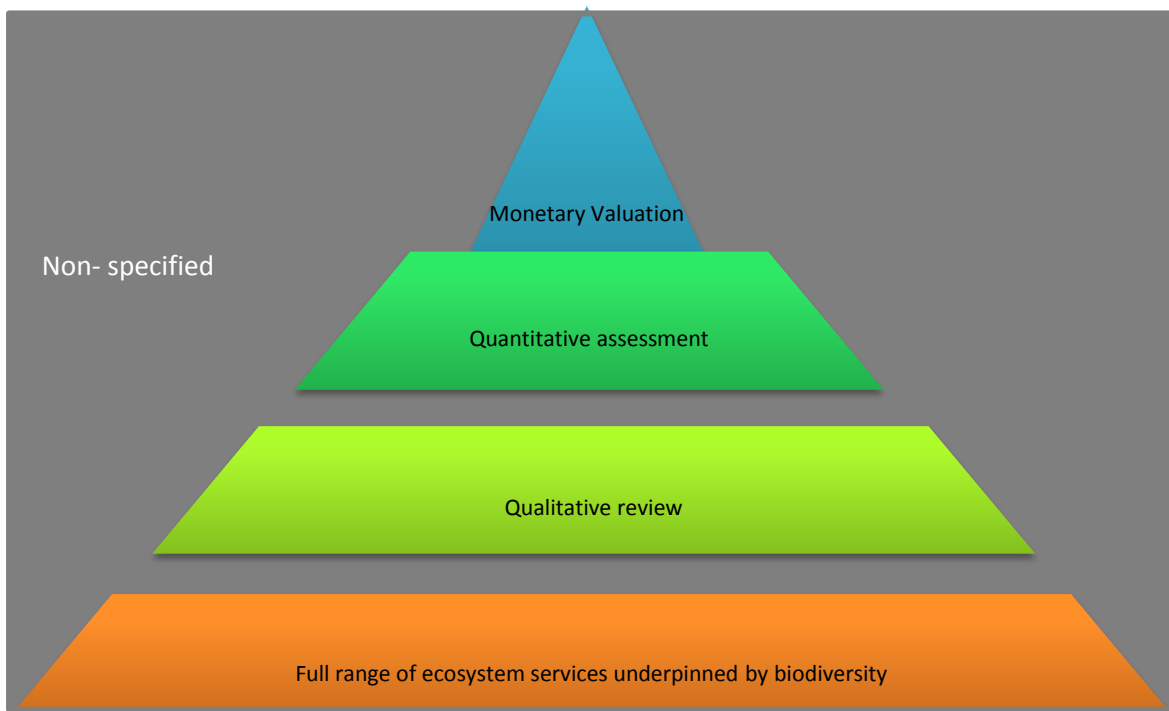 Monetary Valuation
Non- specified
Quantitative assessment
Qualitative review
Full range of ecosystem services underpinned by biodiversity